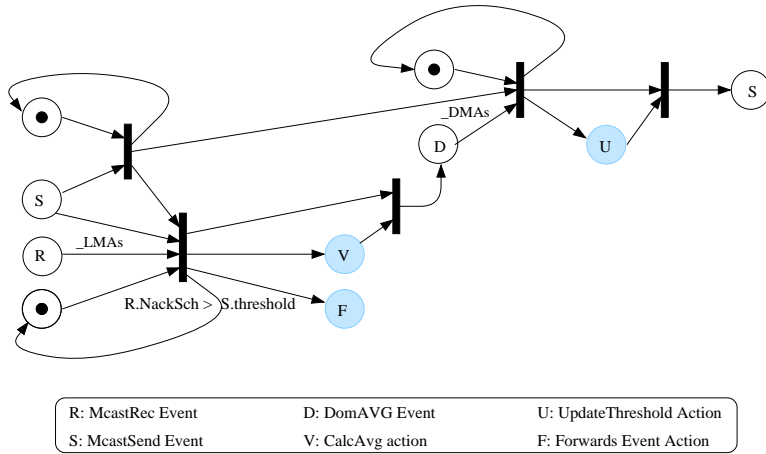 _DMAs
S
U
D
S
_LMAs
R
V
R.NackSch > S.threshold
F
R: McastRec Event
D: DomAVG Event
U: UpdateThreshold Action
S: McastSend Event
V: CalcAvg action
F: Forwards Event Action